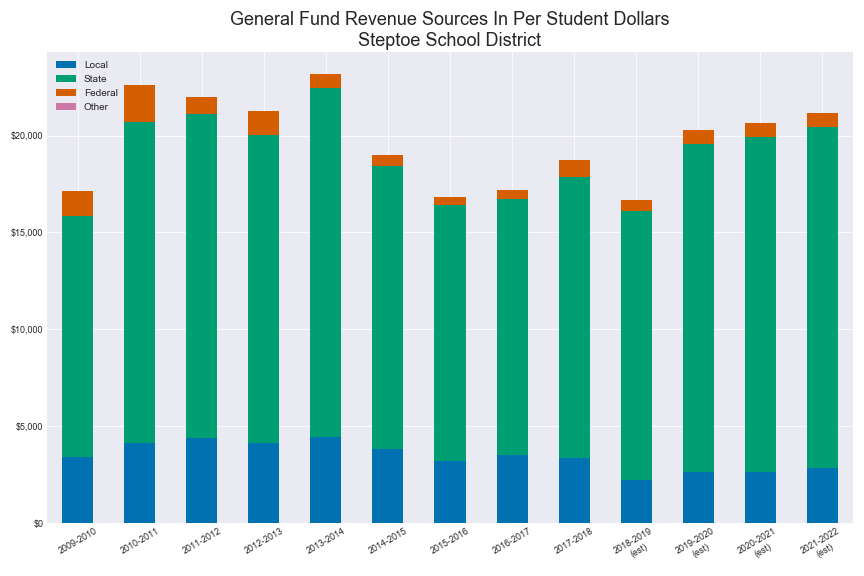 General Fund Revenue Sources In Per Student Dollars
Steptoe School District
Local
State
Federal
Other
$20,000
$15,000
$10,000
$5,000
$0
2009-2010
2010-2011
2011-2012
2012-2013
2013-2014
2014-2015
2015-2016
2016-2017
2017-2018
2018-2019
(est)
2019-2020
(est)
2020-2021
(est)
2021-2022
(est)